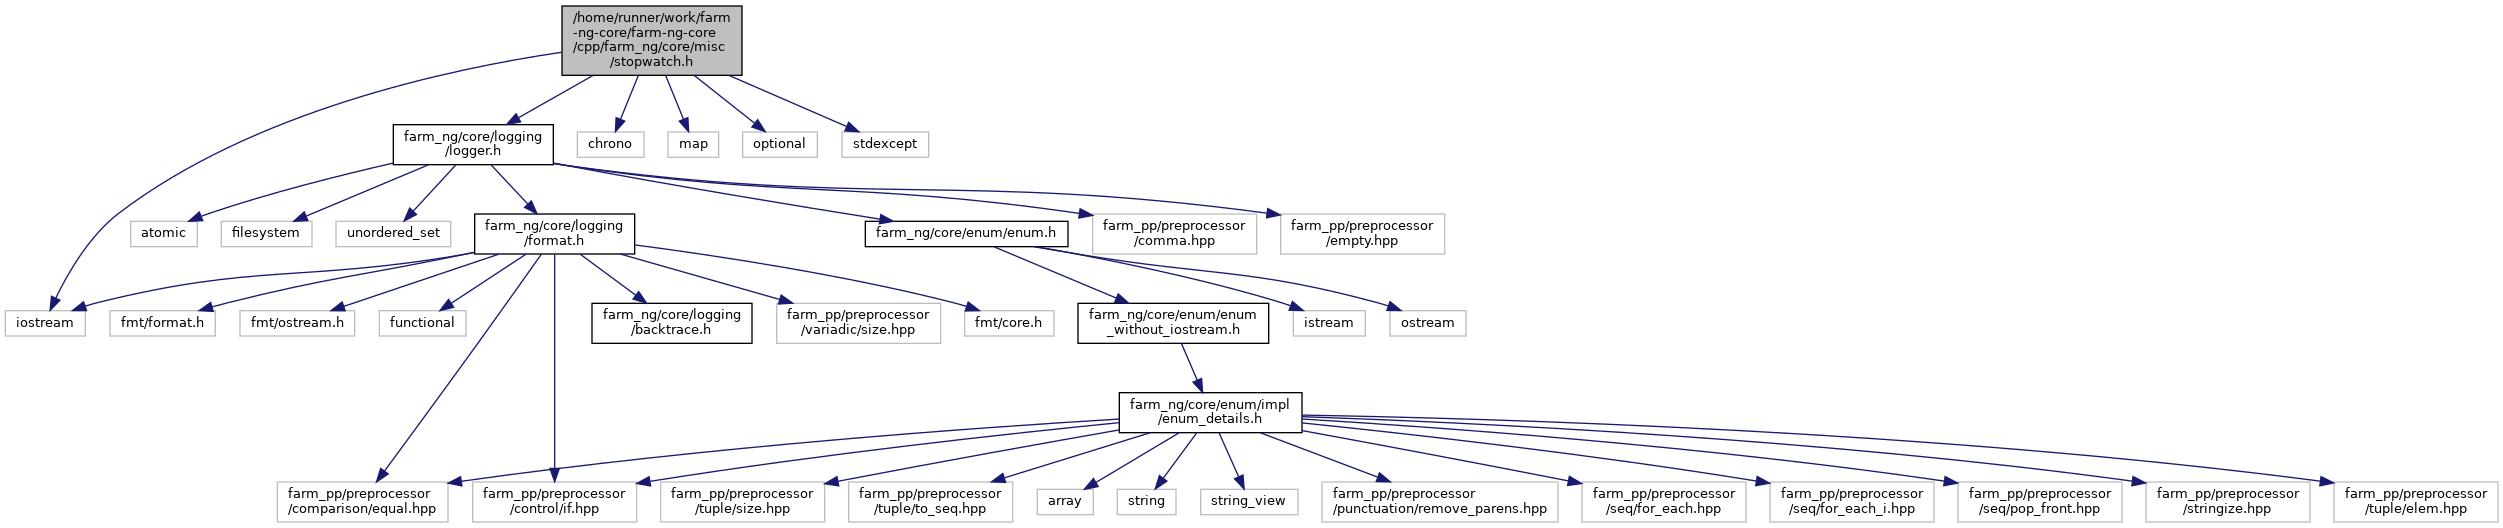 /home/runner/work/farm
-ng-core/farm-ng-core
/cpp/farm_ng/core/misc
/stopwatch.h
farm_ng/core/logging
/logger.h
chrono
map
optional
stdexcept
atomic
filesystem
unordered_set
farm_ng/core/logging
/format.h
farm_ng/core/enum/enum.h
farm_pp/preprocessor
/comma.hpp
farm_pp/preprocessor
/empty.hpp
iostream
fmt/format.h
fmt/ostream.h
functional
farm_ng/core/logging
/backtrace.h
farm_pp/preprocessor
/variadic/size.hpp
fmt/core.h
farm_ng/core/enum/enum
_without_iostream.h
istream
ostream
farm_ng/core/enum/impl
/enum_details.h
farm_pp/preprocessor
/comparison/equal.hpp
farm_pp/preprocessor
/control/if.hpp
farm_pp/preprocessor
/tuple/size.hpp
farm_pp/preprocessor
/tuple/to_seq.hpp
array
string
string_view
farm_pp/preprocessor
/punctuation/remove_parens.hpp
farm_pp/preprocessor
/seq/for_each.hpp
farm_pp/preprocessor
/seq/for_each_i.hpp
farm_pp/preprocessor
/seq/pop_front.hpp
farm_pp/preprocessor
/stringize.hpp
farm_pp/preprocessor
/tuple/elem.hpp